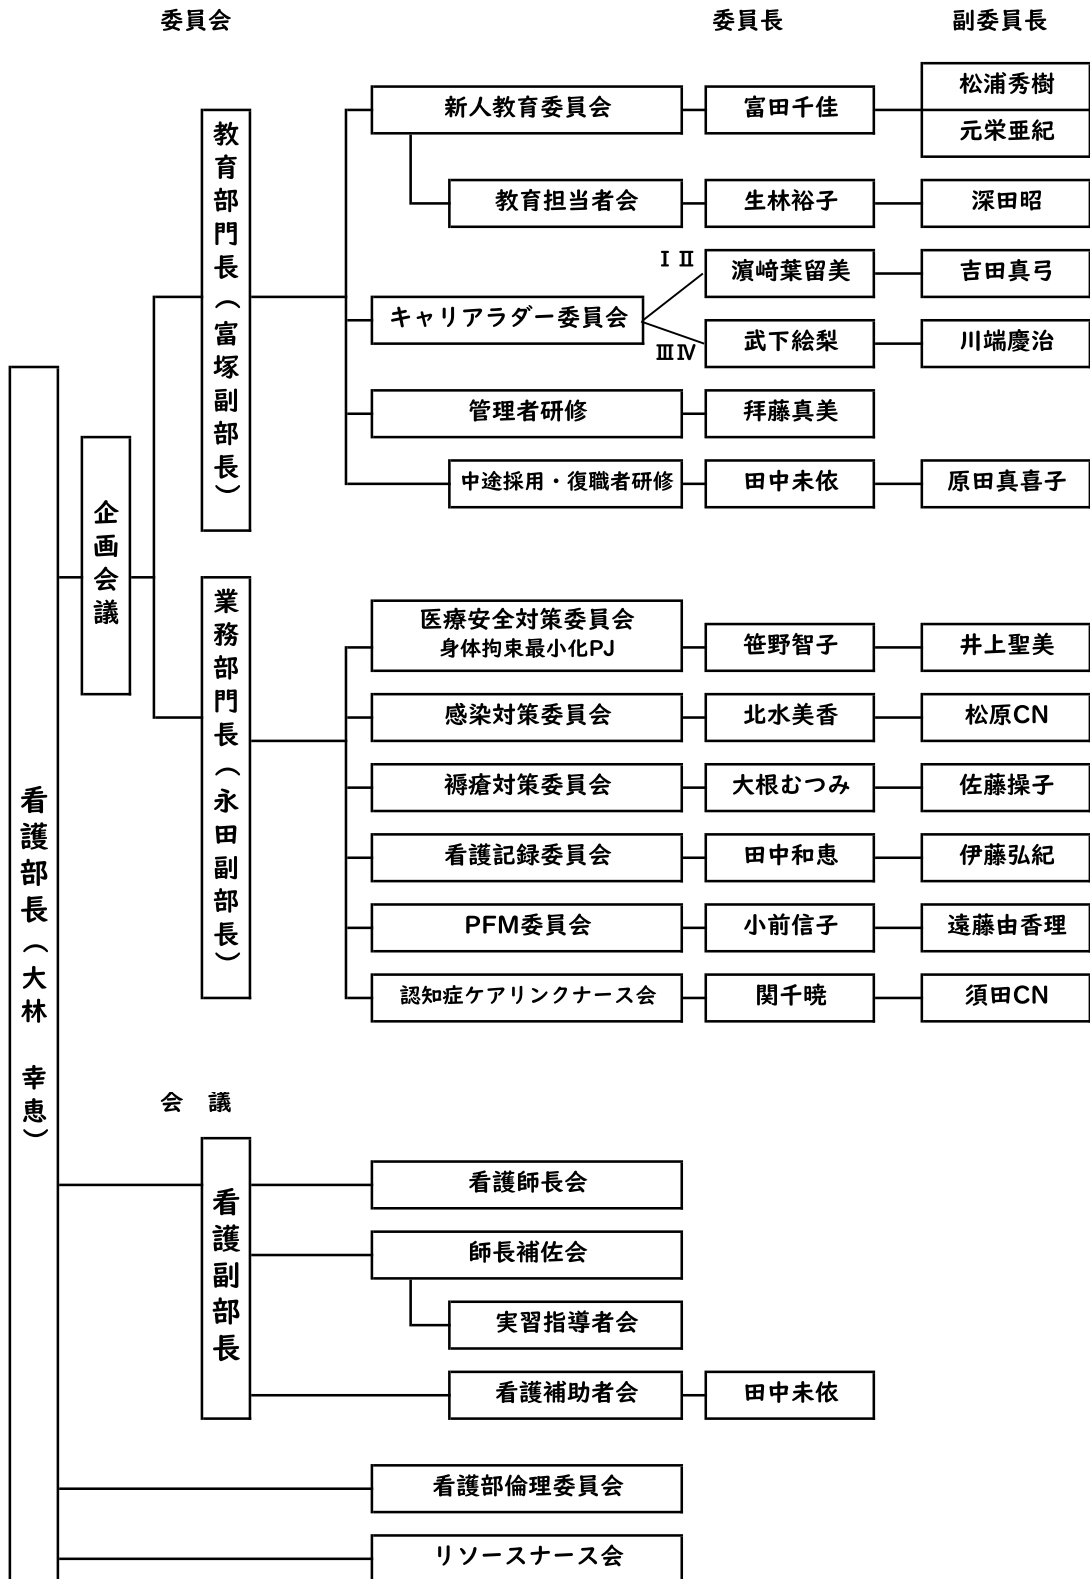 委員会 委員長 副委員長
看護部長(大林 幸恵)
企画会議
教育部門長(富塚副部長)
新人教育委員会 富田千佳 松浦秀樹
元栄亜紀
教育担当者会 生林裕子 深田昭
キャリアラダー委員会
Ⅰ Ⅱ 濵﨑葉留美 吉田真弓
ⅢⅣ 武下絵梨 川端慶治
管理者研修 拜藤真美
中途採用・復職者研修 田中未依 原田真喜子
業務部門長(永田副部長)
医療安全対策委員会
身体拘束最小化PJ 笹野智子 井上聖美
感染対策委員会 北水美香 松原CN
褥瘡対策委員会 大根むつみ 佐藤操子
看護記録委員会 田中和恵 伊藤弘紀
PFM委員会 小前信子 遠藤由香理
認知症ケアリンクナース会 関千暁 須田CN
会 議
看護副部長
看護師長会
師長補佐会
実習指導者会
看護補助者会 田中未依
看護部倫理委員会
リソースナース会